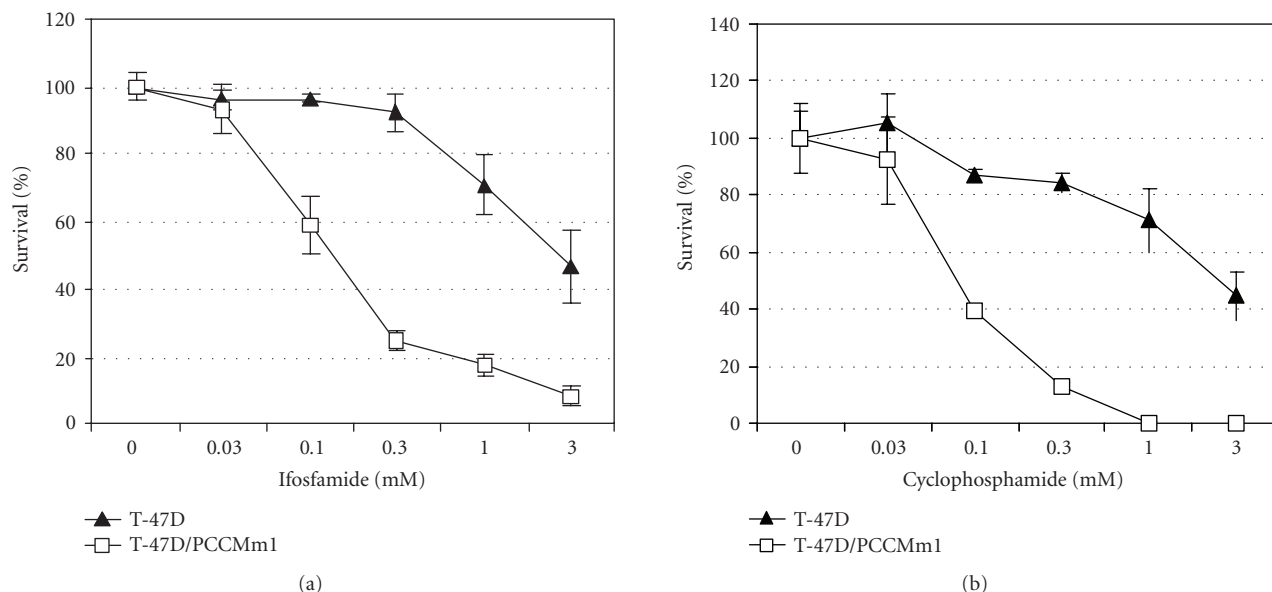 120
100
80
60
40
20
0
Survival (%)
0 0.03 0.1 0.3 1 3
Ifosfamide (mM)
T-47D
T-47D/PCCMm1
(a)
140
120
100
80
60
40
20
0
Survival (%)
0 0.03 0.1 0.3 1 3
Cyclophosphamide (mM)
T-47D
T-47D/PCCMm1
(b)